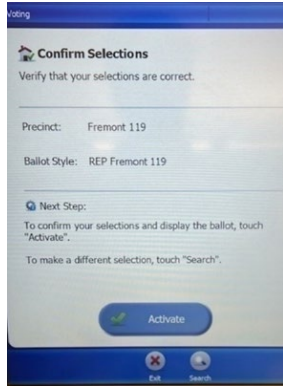 Voting
Confirm Selections
Verify that your selections are correct.
Precinct: Fremont 119
Ballot Style: REP Fremont 119
Next Step:
To confirm your selections and display the ballot, touch
"Activate".
To make a different selection, touch "Search".
Activate
Exit Search